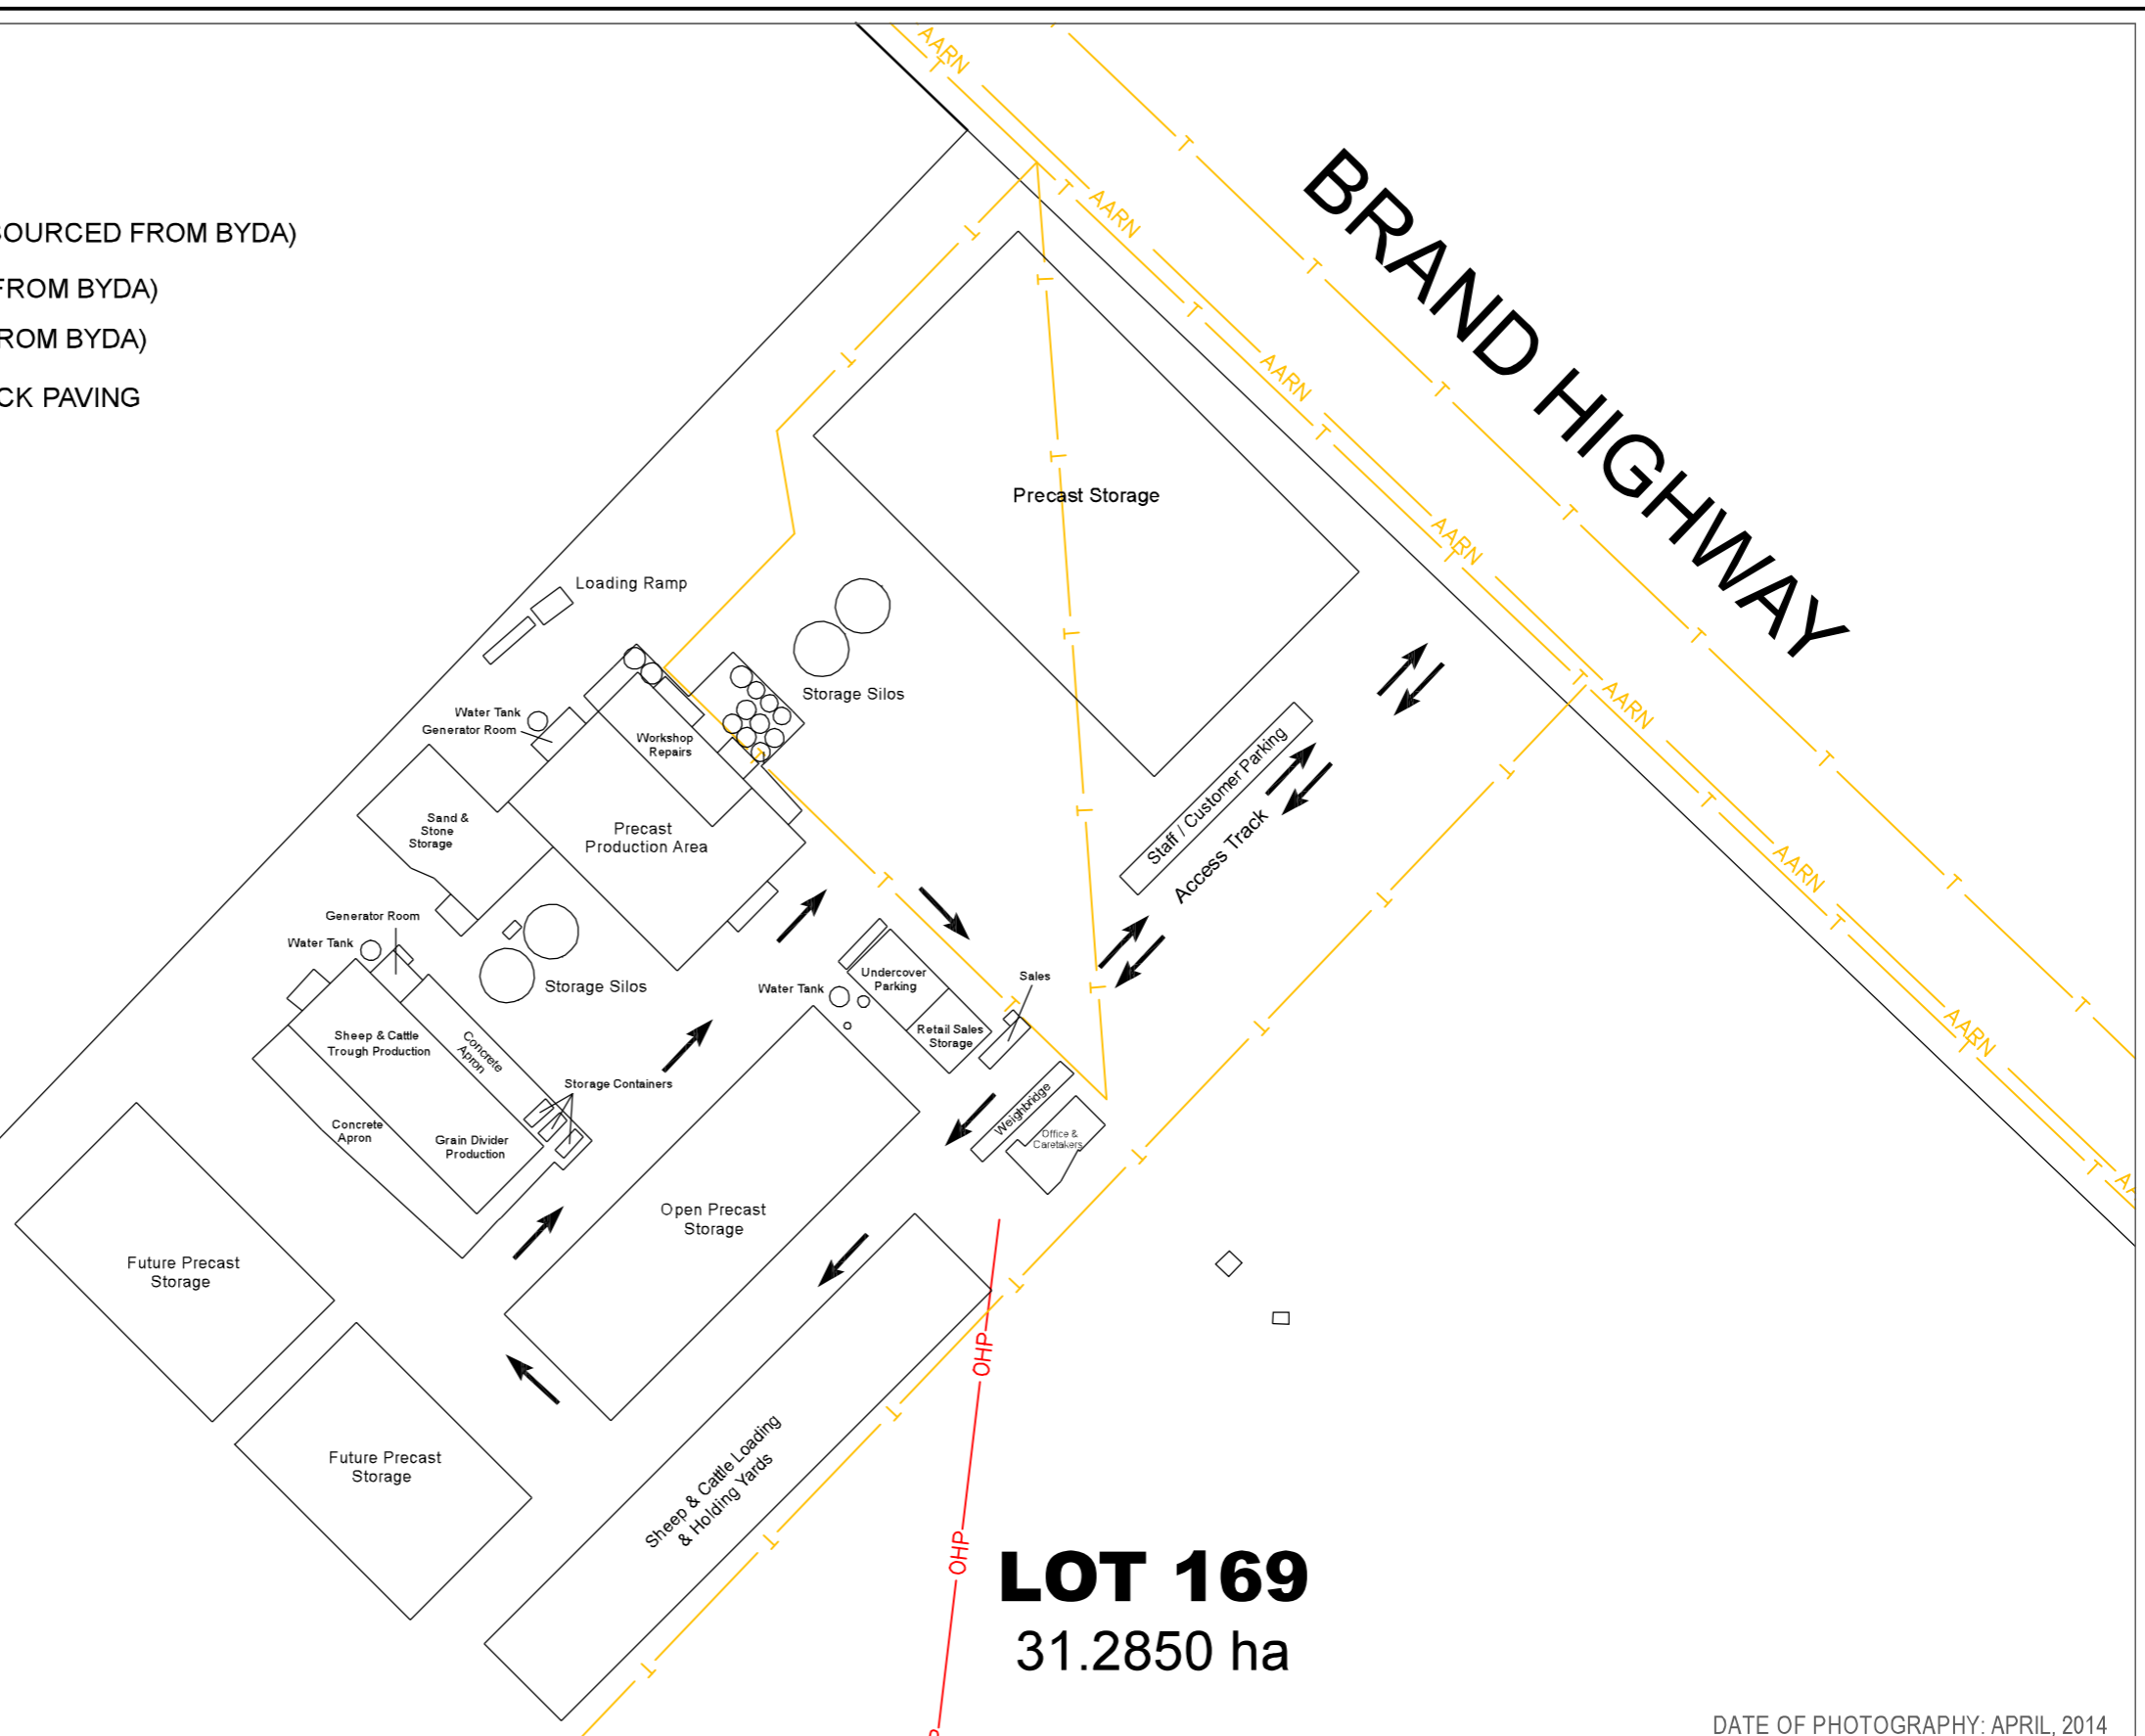 SOURCED FROM BYDA)
FROM BYDA)
FROM BYDA)
CK PAVING
AARN
T
BRAND HIGHWAY
T
AARN
T
T
T
T
T
AARN
T
T
T
T
AARN
T
T
T
AARN
T
T
T
AARN
T
T
T
AARN
T
T
AA
Precast Storage
T
T
T
T
Loading Ramp
Storage Silos
Water Tank
Generator Room
Workshop
Repairs
T
Sand &
Stone
Storage
Precast
Production Area
Staff / Customer Parking
Access Track
T
T
T
T
T
T
T
T
T
T
Generator Room
Water Tank
Storage Silos
Undercover
Parking
Water Tank
Sales
Retail Sales
Storage
Sheep & Cattle
Trough Production
Concrete
Apron
Storage Containers
Concrete
Apron
Grain Divider
Production
Weighbridge
Office &
Caretakers
Open Precast
Storage
Future Precast
Storage
Future Precast
Storage
Sheep & Cattle Loading
& Holding Yards
OHP
OHP
P
LOT 169
31.2850 ha
DATE OF PHOTOGRAPHY: APRIL, 2014